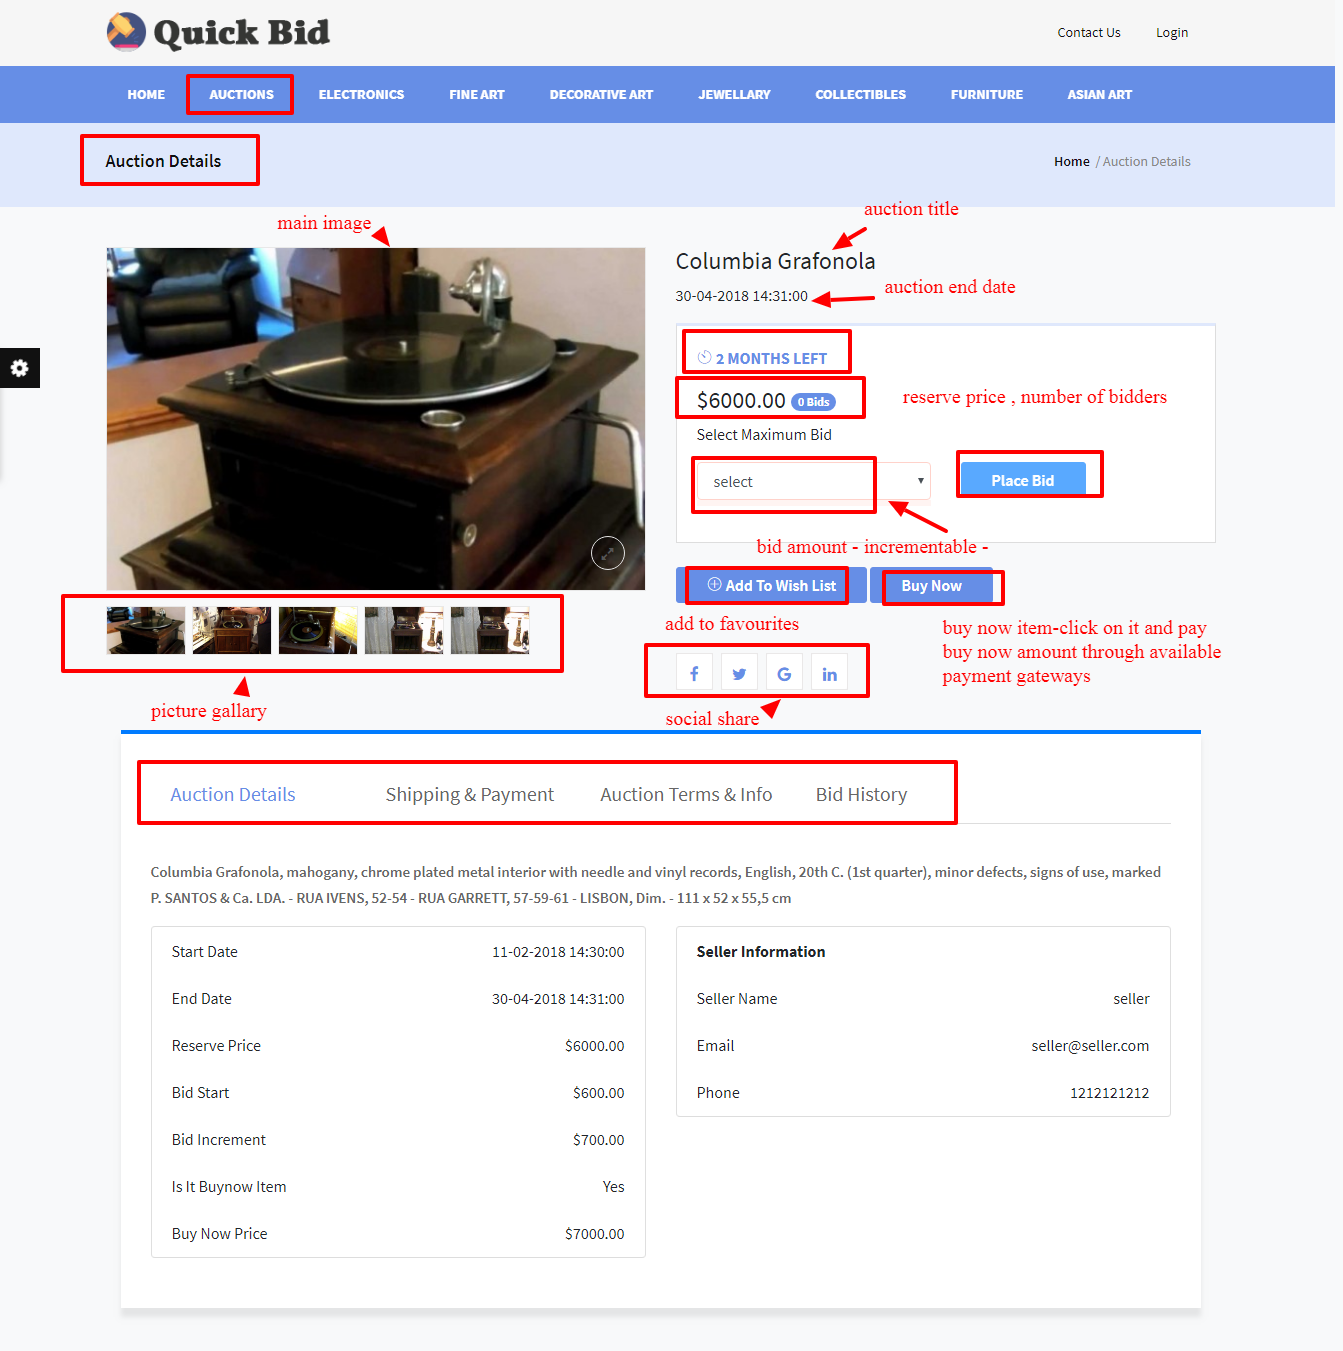 Quick Bid
Contact Us
Login
HOME
AUCTIONS
ELECTRONICS
FINE ART
DECORATIVE ART
JEWELLARY
COLLECTIBLES
FURNITURE
ASIAN ART
Auction Details
Home / Auction Details
main image
auction title
Columbia Grafonola
30-04-2018 14:31:00
auction end date
2 MONTHS LEFT
$6000.00 0 Bids
reserve price , number of bidders
Select Maximum Bid
select
Place Bid
bid amount - incrementable -
Add To Wish List
Buy Now
add to favourites
buy now item-click on it and pay
buy now amount through available
payment gateways
picture gallary
social share
Auction Details
Shipping & Payment
Auction Terms & Info
Bid History
Columbia Grafonola, mahogany, chrome plated metal interior with needle and vinyl records, English, 20th C. (1st quarter), minor defects, signs of use, marked
P. SANTOS & Ca. LDA. - RUA IVENS, 52-54 - RUA GARRETT, 57-59-61 - LISBON, Dim. - 111 x 52 x 55,5 cm
Start Date 11-02-2018 14:30:00
End Date 30-04-2018 14:31:00
Reserve Price $6000.00
Bid Start $600.00
Bid Increment $700.00
Is It Buynow Item Yes
Buy Now Price $7000.00
Seller Information
Seller Name seller
Email seller@seller.com
Phone 1212121212